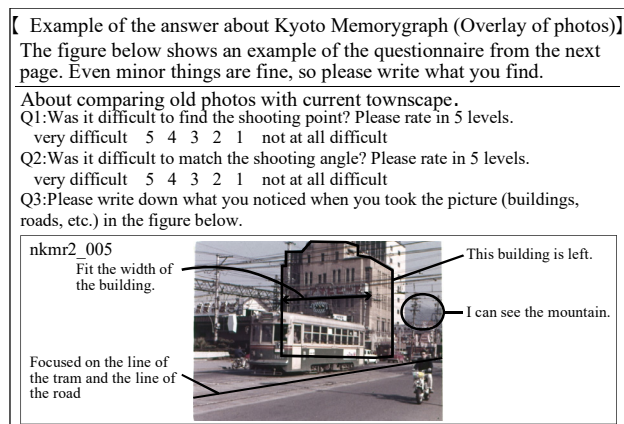 【 Example of the answer about Kyoto Memorygraph (Overlay of photos)】
The figure below shows an example of the questionnaire from the next
page. Even minor things are fine, so please write what you find.
About comparing old photos with current townscape.
Q1:Was it difficult to find the shooting point? Please rate in 5 levels.
very difficult 5 4 3 2 1 not at all difficult
Q2:Was it difficult to match the shooting angle? Please rate in 5 levels.
very difficult 5 4 3 2 1 not at all difficult
Q3:Please write down what you noticed when you took the picture (buildings,
roads, etc.) in the figure below.
nkmr2_005
Fit the width of
the building.
This building is left.
I can see the mountain.
Focused on the line of
the tram and the line of
the road